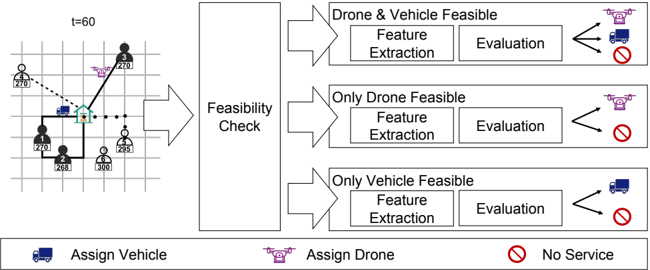 t=60
3
270
4
270
1
270
2
268
5
295
6
300
Feasibility
Check
Drone & Vehicle Feasible
Feature
Extraction
Evaluation
Only Drone Feasible
Feature
Extraction
Evaluation
Only Vehicle Feasible
Feature
Extraction
Evaluation
Assign Vehicle
Assign Drone
No Service